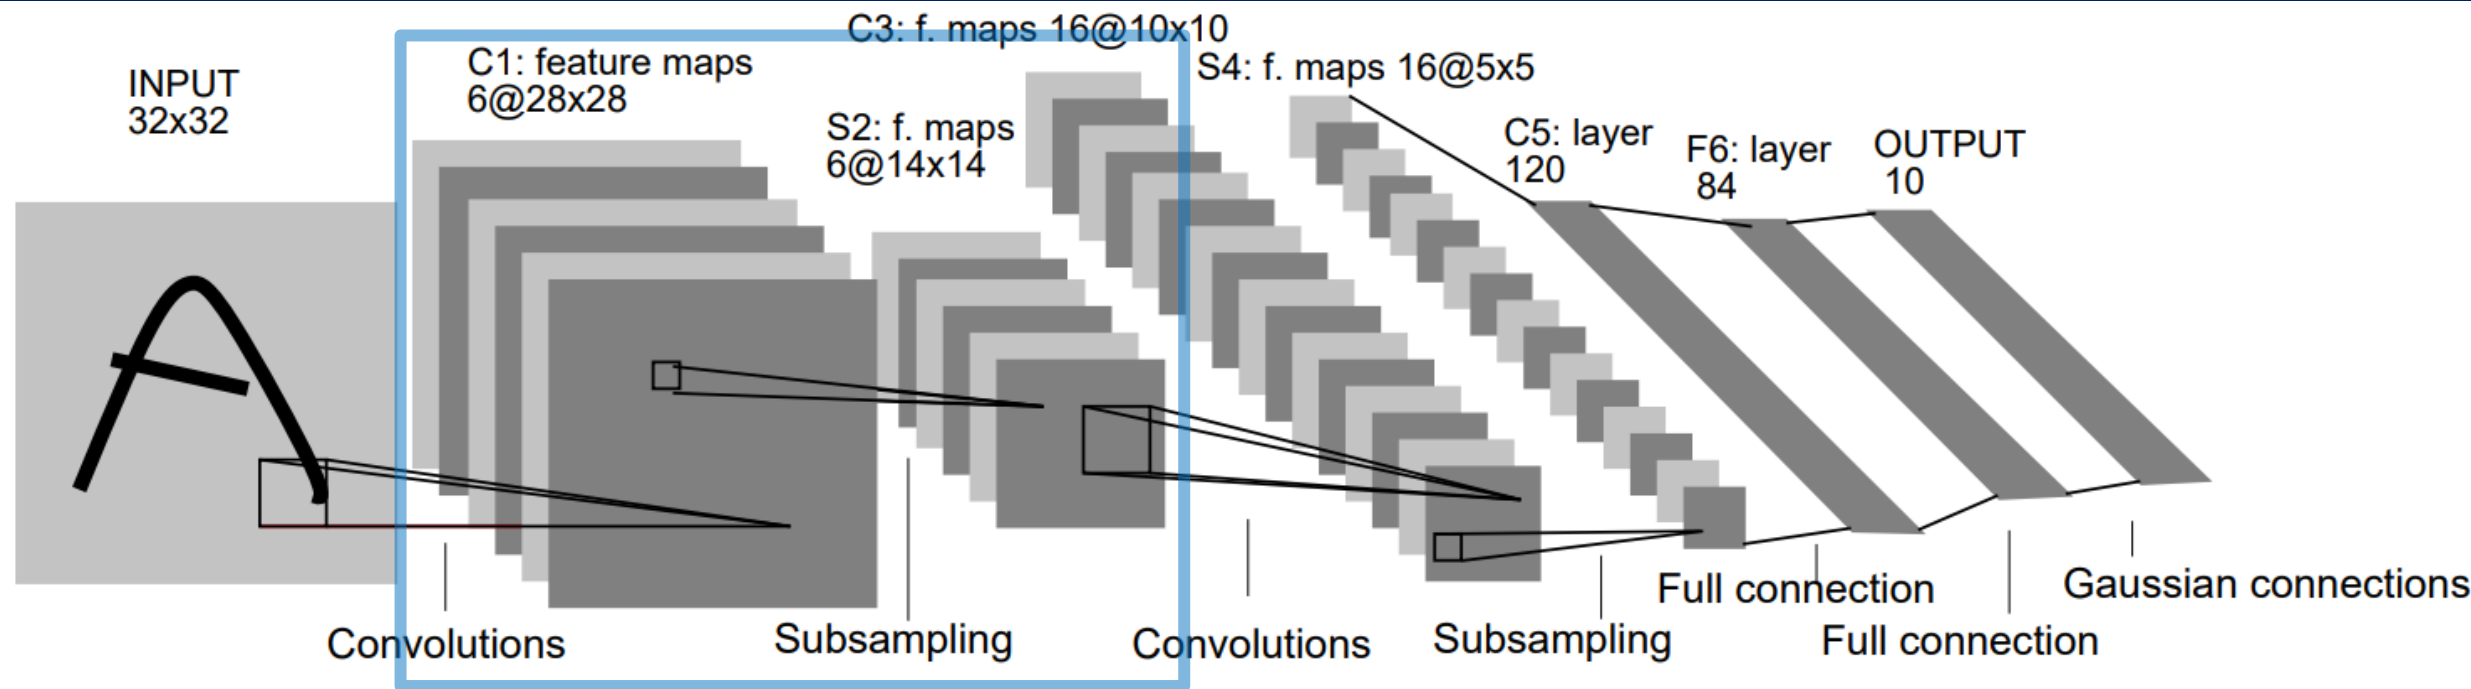 INPUT
32x32
C1: feature maps
6@28x28
S2: f. maps
6@14x14
C3: f. maps 16@10x10
S4: f. maps 16@5x5
C5: layer
120
F6: layer
84
OUTPUT
10
Convolutions
Subsampling
Convolutions
Subsampling
Full connection
Full connection
Gaussian connections